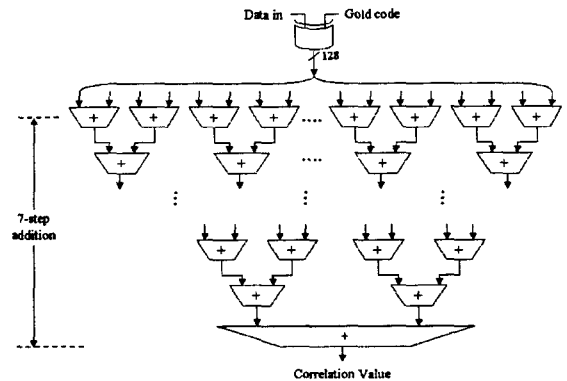 Data in Gold code
128
+ + + + + + + +
+ + + +
7-step
addition
+ + + +
+ +
+
Correlation Value